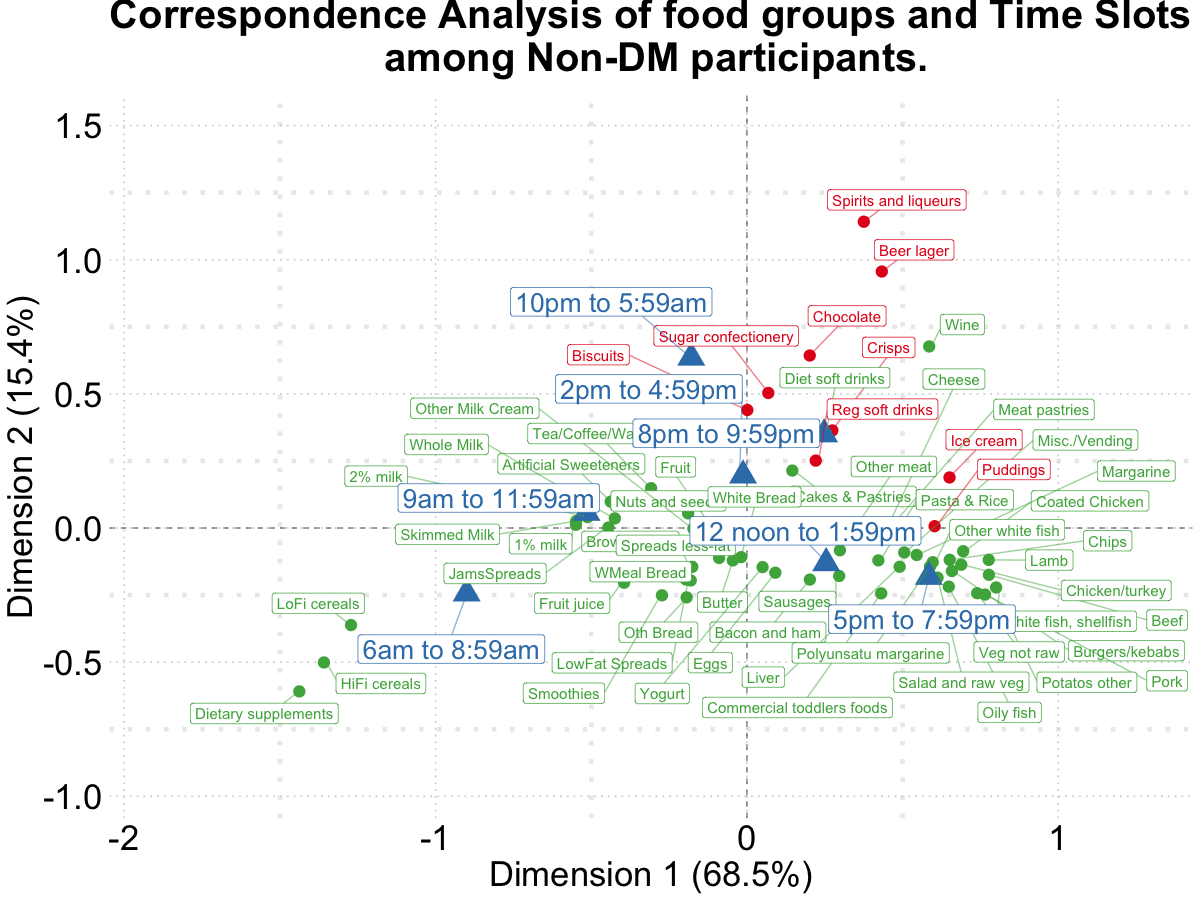 Correspondence Analysis of food groups and Time Slots
among Non-DM participants.
Dimension 2 (15.4%)
1.5
1.0
0.5
0.0
-0.5
-1.0
Spirits and liqueurs
Beer lager
10pm to 5:59am
Chocolate
Wine
Sugar confectionery
Crisps
Biscuits
Diet soft drinks
Cheese
2pm to 4:59pm
Other Milk Cream
Reg soft drinks
Meat pastries
Tea/Coffee/Wa
8pm to 9:59pm
Ice cream
Misc./Vending
Whole Milk
Artificial Sweeteners
Fruit
Other meat
Puddings
Margarine
2% milk
9am to 11:59am
White Bread
Cakes & Pastries
Pasta & Rice
Coated Chicken
12 noon to 1:59pm
Other white fish
Skimmed Milk
1% milk
Spreads less-fat
Chips
Lamb
JamsSpreads
WMeal Bread
Chicken/turkey
LoFi cereals
Fruit juice
Butter
Sausages
5pm to 7:59pm
hite fish, shellfish
Beef
6am to 8:59am
Oth Bread
Bacon and ham
Polyunsatu margarine
Veg not raw
Burgers/kebabs
LowFat Spreads
Eggs
Liver
HiFi cereals
Smoothies
Yogurt
Salad and raw veg
Potatos other
Pork
Commercial toddlers foods
Oily fish
Dietary supplements
-2
-1
0
1
Dimension 1 (68.5%)